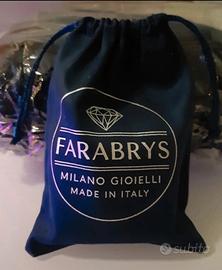 FARABRYS
MILANO GIOIELLI
MADE IN ITALY
subito